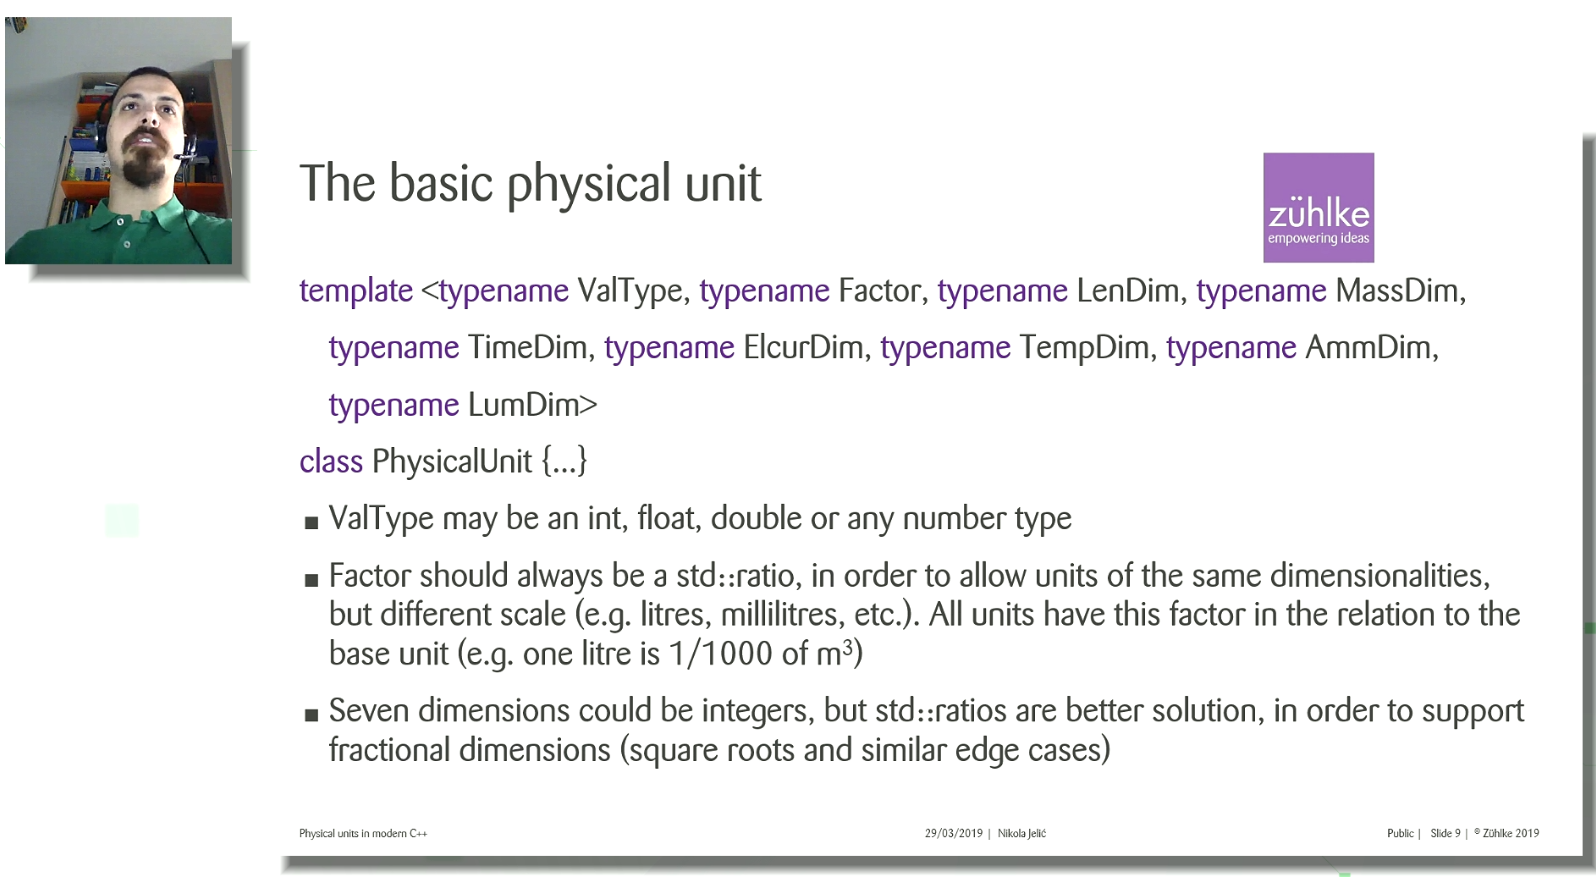 The basic physical unit
zühlke
empowering ideas
template <typename ValType, typename Factor, typename LenDim, typename MassDim,
typename TimeDim, typename ElcurDim, typename TempDim, typename AmmDim,
typename LumDim>
class PhysicalUnit {...}
■ ValType may be an int, float, double or any number type
■ Factor should always be a std::ratio, in order to allow units of the same dimensionalities,
but different scale (e.g. litres, millilitres, etc.). All units have this factor in the relation to the
base unit (e.g. one litre is 1/1000 of m³)
■ Seven dimensions could be integers, but std::ratios are better solution, in order to support
fractional dimensions (square roots and similar edge cases)
Physical units in modern C++ 29/03/2019 | Nikola Jelić Public | Slide 9 | © Zühlke 2019